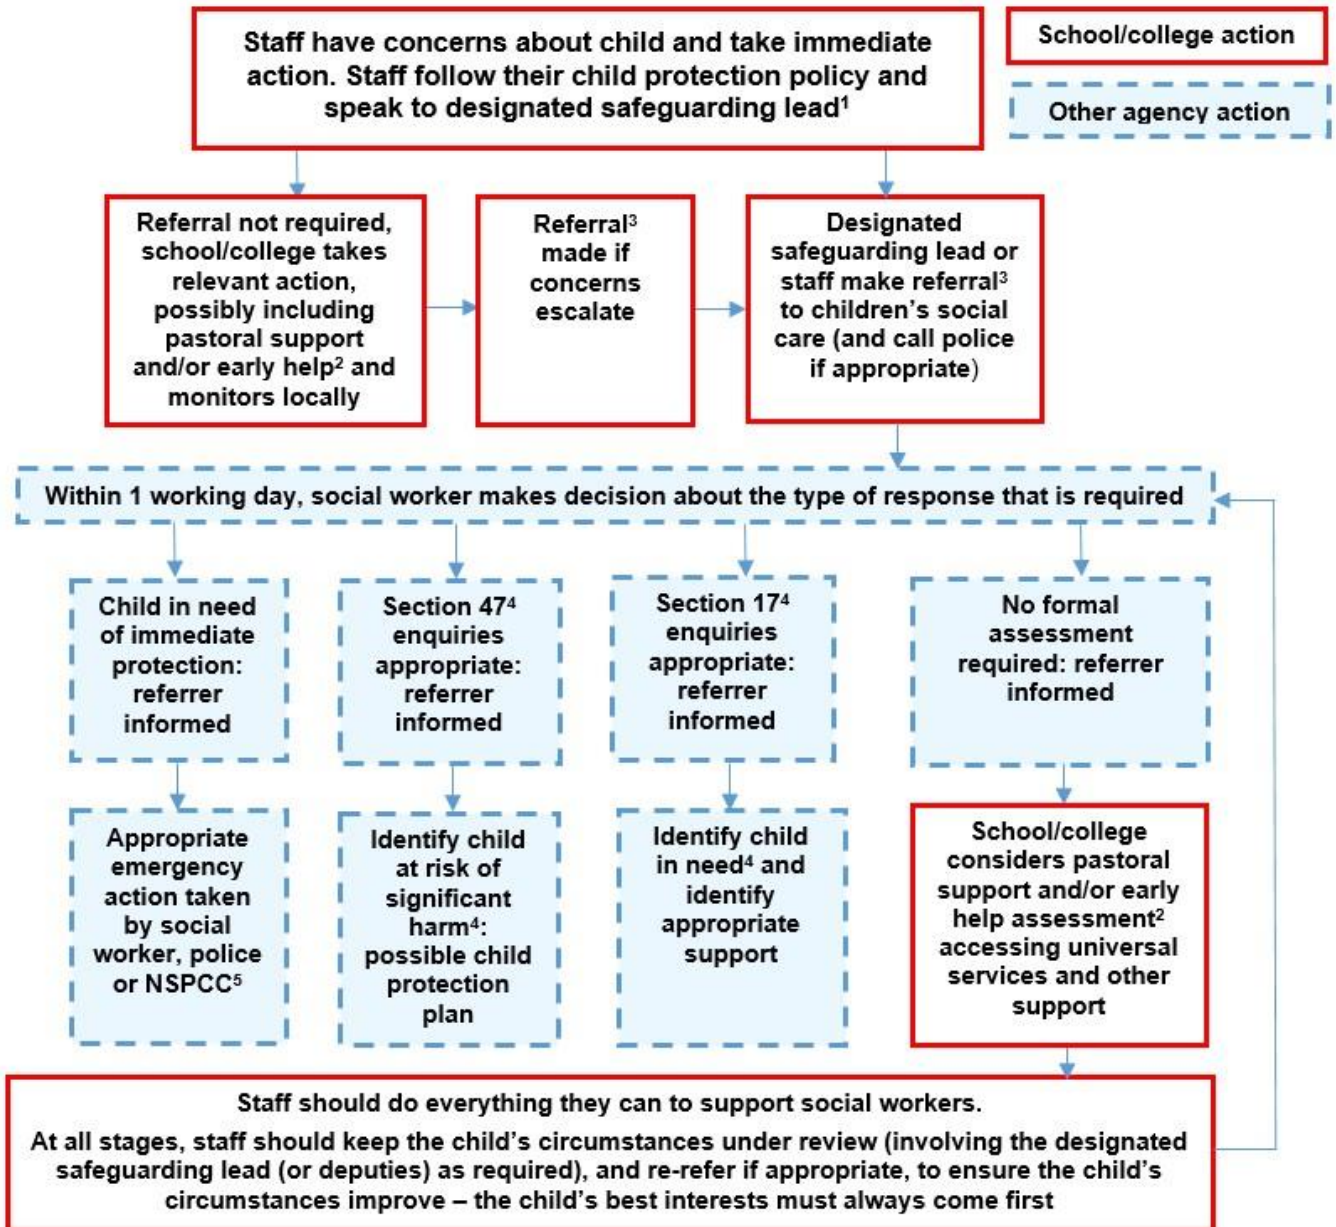 Staff have concerns about child and take immediate
action. Staff follow their child protection policy and
speak to designated safeguarding lead¹
School/college action
Other agency action
Referral not required,
school/college takes
relevant action,
possibly including
pastoral support
and/or early help² and
monitors locally
Referral³
made if
concerns
escalate
Designated
safeguarding lead or
staff make referral³
to children’s social
care (and call police
if appropriate)
Within 1 working day, social worker makes decision about the type of response that is required
Child in need
of immediate
protection:
referrer
informed
Section 47⁴
enquiries
appropriate:
referrer
informed
Section 17⁴
enquiries
appropriate:
referrer
informed
No formal
assessment
required: referrer
informed
Appropriate
emergency
action taken
by social
worker, police
or NSPCC⁵
Identify child
at risk of
significant
harm⁴:
possible child
protection
plan
Identify child
in need⁴ and
identify
appropriate
support
School/college
considers pastoral
support and/or early
help assessment²
accessing universal
services and other
support
Staff should do everything they can to support social workers.
At all stages, staff should keep the child’s circumstances under review (involving the designated
safeguarding lead (or deputies) as required), and re-refer if appropriate, to ensure the child’s
circumstances improve – the child’s best interests must always come first